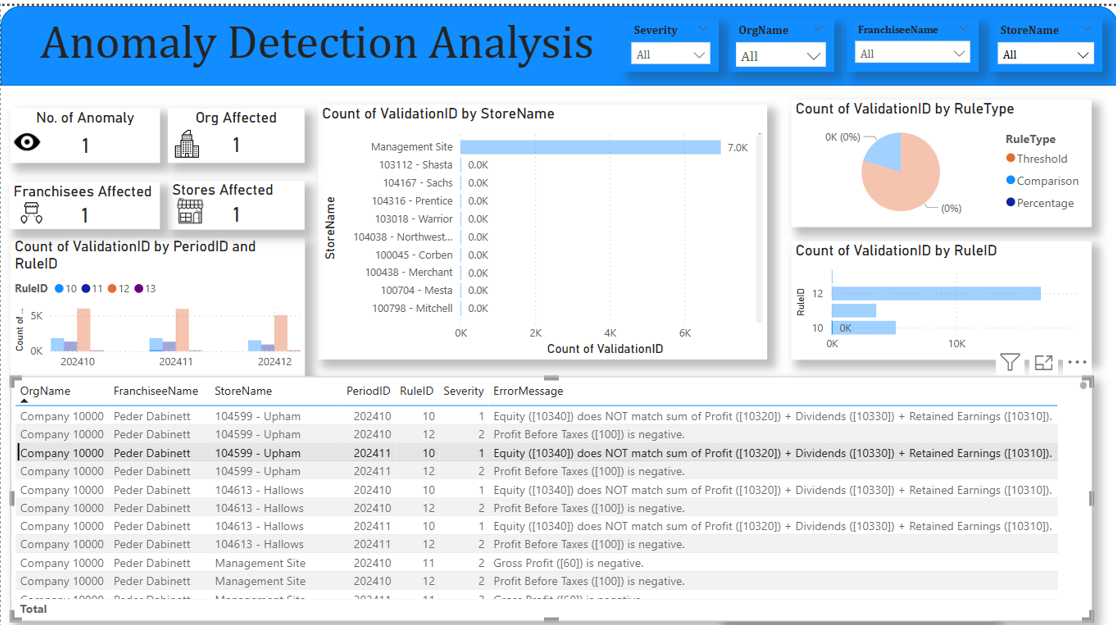 Anomaly Detection Analysis
Severity
All
OrgName
All
FranchiseeName
All
StoreName
All
No. of Anomaly
1
Org Affected
1
Franchisees Affected
1
Stores Affected
1
Count of ValidationID by PeriodID and
RuleID
RuleID 10 11 12 13
Count of ...
5K
0K
202410 202411 202412
Count of ValidationID by StoreName
StoreName
Management Site 7.0K
103112 - Shasta 0.0K
104167 - Sachs 0.0K
104316 - Prentice 0.0K
103018 - Warrior 0.0K
104038 - Northwest... 0.0K
100045 - Corben 0.0K
100438 - Merchant 0.0K
100704 - Mesta 0.0K
100798 - Mitchell 0.0K
0K 2K 4K 6K
Count of ValidationID
Count of ValidationID by RuleType
0K (0%)
(0%)
RuleType
Threshold
Comparison
Percentage
Count of ValidationID by RuleID
RuleID
12
10 0K
0K 10K
OrgName FranchiseeName StoreName PeriodID RuleID Severity ErrorMessage
Company 10000 Peder Dabinett 104599 - Upham 202410 10 1 Equity ([10340]) does NOT match sum of Profit ([10320]) + Dividends ([10330]) + Retained Earnings ([10310]).
Company 10000 Peder Dabinett 104599 - Upham 202410 12 2 Profit Before Taxes ([100]) is negative.
Company 10000 Peder Dabinett 104599 - Upham 202411 10 1 Equity ([10340]) does NOT match sum of Profit ([10320]) + Dividends ([10330]) + Retained Earnings ([10310]).
Company 10000 Peder Dabinett 104599 - Upham 202411 12 2 Profit Before Taxes ([100]) is negative.
Company 10000 Peder Dabinett 104613 - Hallows 202410 10 1 Equity ([10340]) does NOT match sum of Profit ([10320]) + Dividends ([10330]) + Retained Earnings ([10310]).
Company 10000 Peder Dabinett 104613 - Hallows 202410 12 2 Profit Before Taxes ([100]) is negative.
Company 10000 Peder Dabinett 104613 - Hallows 202411 10 1 Equity ([10340]) does NOT match sum of Profit ([10320]) + Dividends ([10330]) + Retained Earnings ([10310]).
Company 10000 Peder Dabinett 104613 - Hallows 202411 12 2 Profit Before Taxes ([100]) is negative.
Company 10000 Peder Dabinett Management Site 202410 11 2 Gross Profit ([60]) is negative.
Company 10000 Peder Dabinett Management Site 202410 12 2 Profit Before Taxes ([100]) is negative.
Total